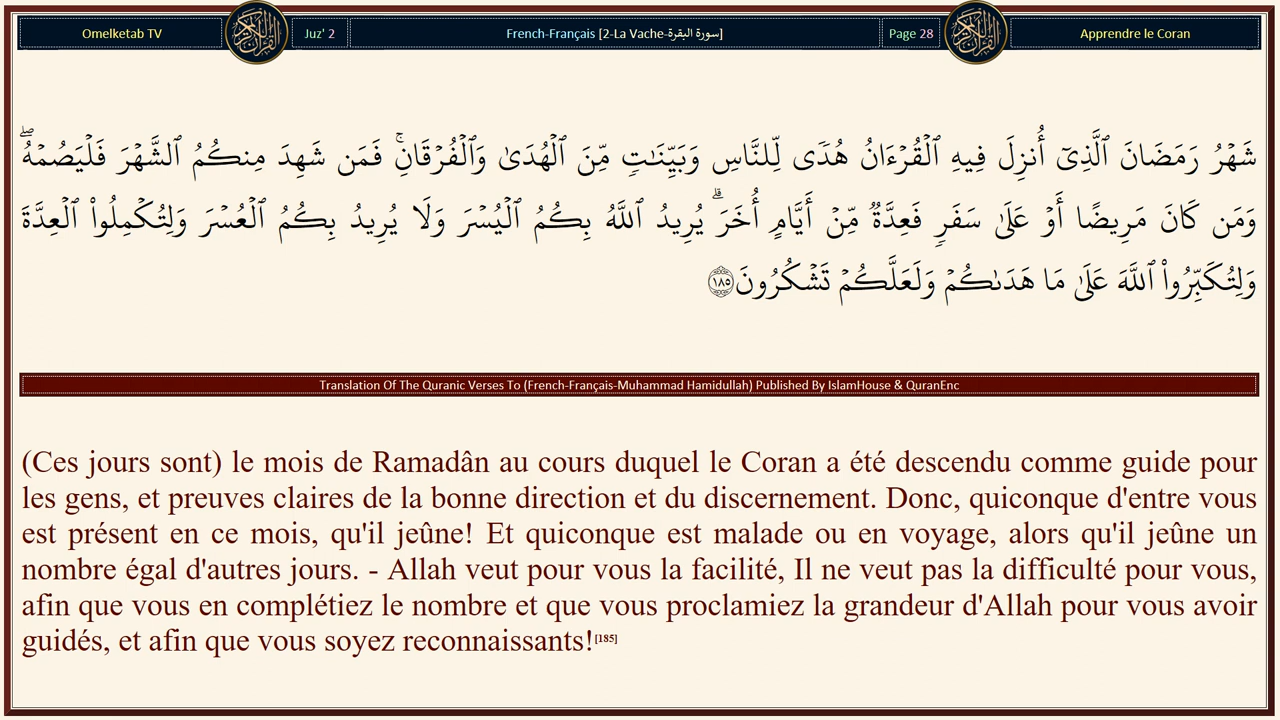 Omelketab TV
Juz' 2
French-Français [2-La Vache-سورة البقرة]
Page 28
Apprendre le Coran
شَهۡرُ رَمَضَانَ ٱلَّذِيٓ أُنزِلَ فِيهِ ٱلۡقُرۡءَانُ هُدٗى لِّلنَّاسِ وَبَيِّنَٰتٖ مِّنَ ٱلۡهُدَىٰ وَٱلۡفُرۡقَانِۚ فَمَن شَهِدَ مِنكُمُ ٱلشَّهۡرَ فَلۡيَصُمۡهُۖ
وَمَن كَانَ مَرِيضًا أَوۡ عَلَىٰ سَفَرٖ فَعِدَّةٞ مِّنۡ أَيَّامٍ أُخَرَۗ يُرِيدُ ٱللَّهُ بِكُمُ ٱلۡيُسۡرَ وَلَا يُرِيدُ بِكُمُ ٱلۡعُسۡرَ وَلِتُكۡمِلُواْ ٱلۡعِدَّةَ
وَلِتُكَبِّرُواْ ٱللَّهَ عَلَىٰ مَا هَدَىٰكُمۡ وَلَعَلَّكُمۡ تَشۡكُرُونَ ١٨٥
Translation Of The Quranic Verses To (French-Français-Muhammad Hamidullah) Published By IslamHouse & QuranEnc
(Ces jours sont) le mois de Ramadân au cours duquel le Coran a été descendu comme guide pour
les gens, et preuves claires de la bonne direction et du discernement. Donc, quiconque d'entre vous
est présent en ce mois, qu'il jeûne! Et quiconque est malade ou en voyage, alors qu'il jeûne un
nombre égal d'autres jours. - Allah veut pour vous la facilité, Il ne veut pas la difficulté pour vous,
afin que vous en complétiez le nombre et que vous proclamiez la grandeur d'Allah pour vous avoir
guidés, et afin que vous soyez reconnaissants![185]